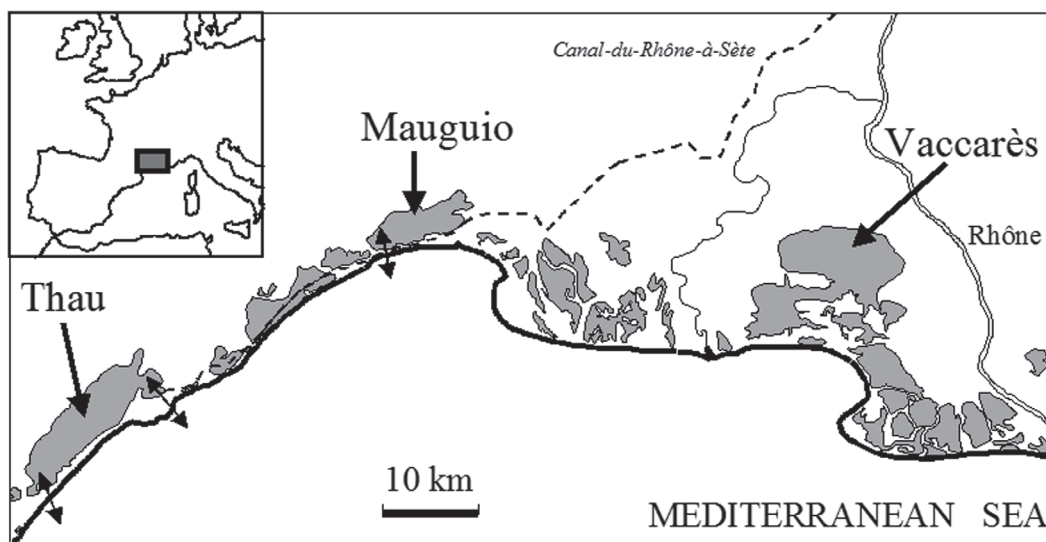 Canal-du-Rhône-à-Sète
Mauguio
Vaccarès
Rhône
Thau
10 km
MEDITERRANEAN SEA